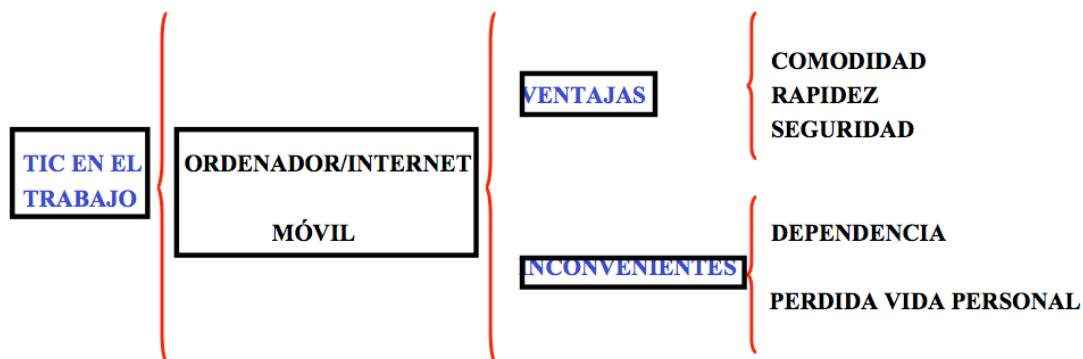 TIC EN EL
TRABAJO
ORDENADOR/INTERNET
MÓVIL
VENTAJAS
COMODIDAD
RAPIDEZ
SEGURIDAD
INCONVENIENTES
DEPENDENCIA
PERDIDA VIDA PERSONAL